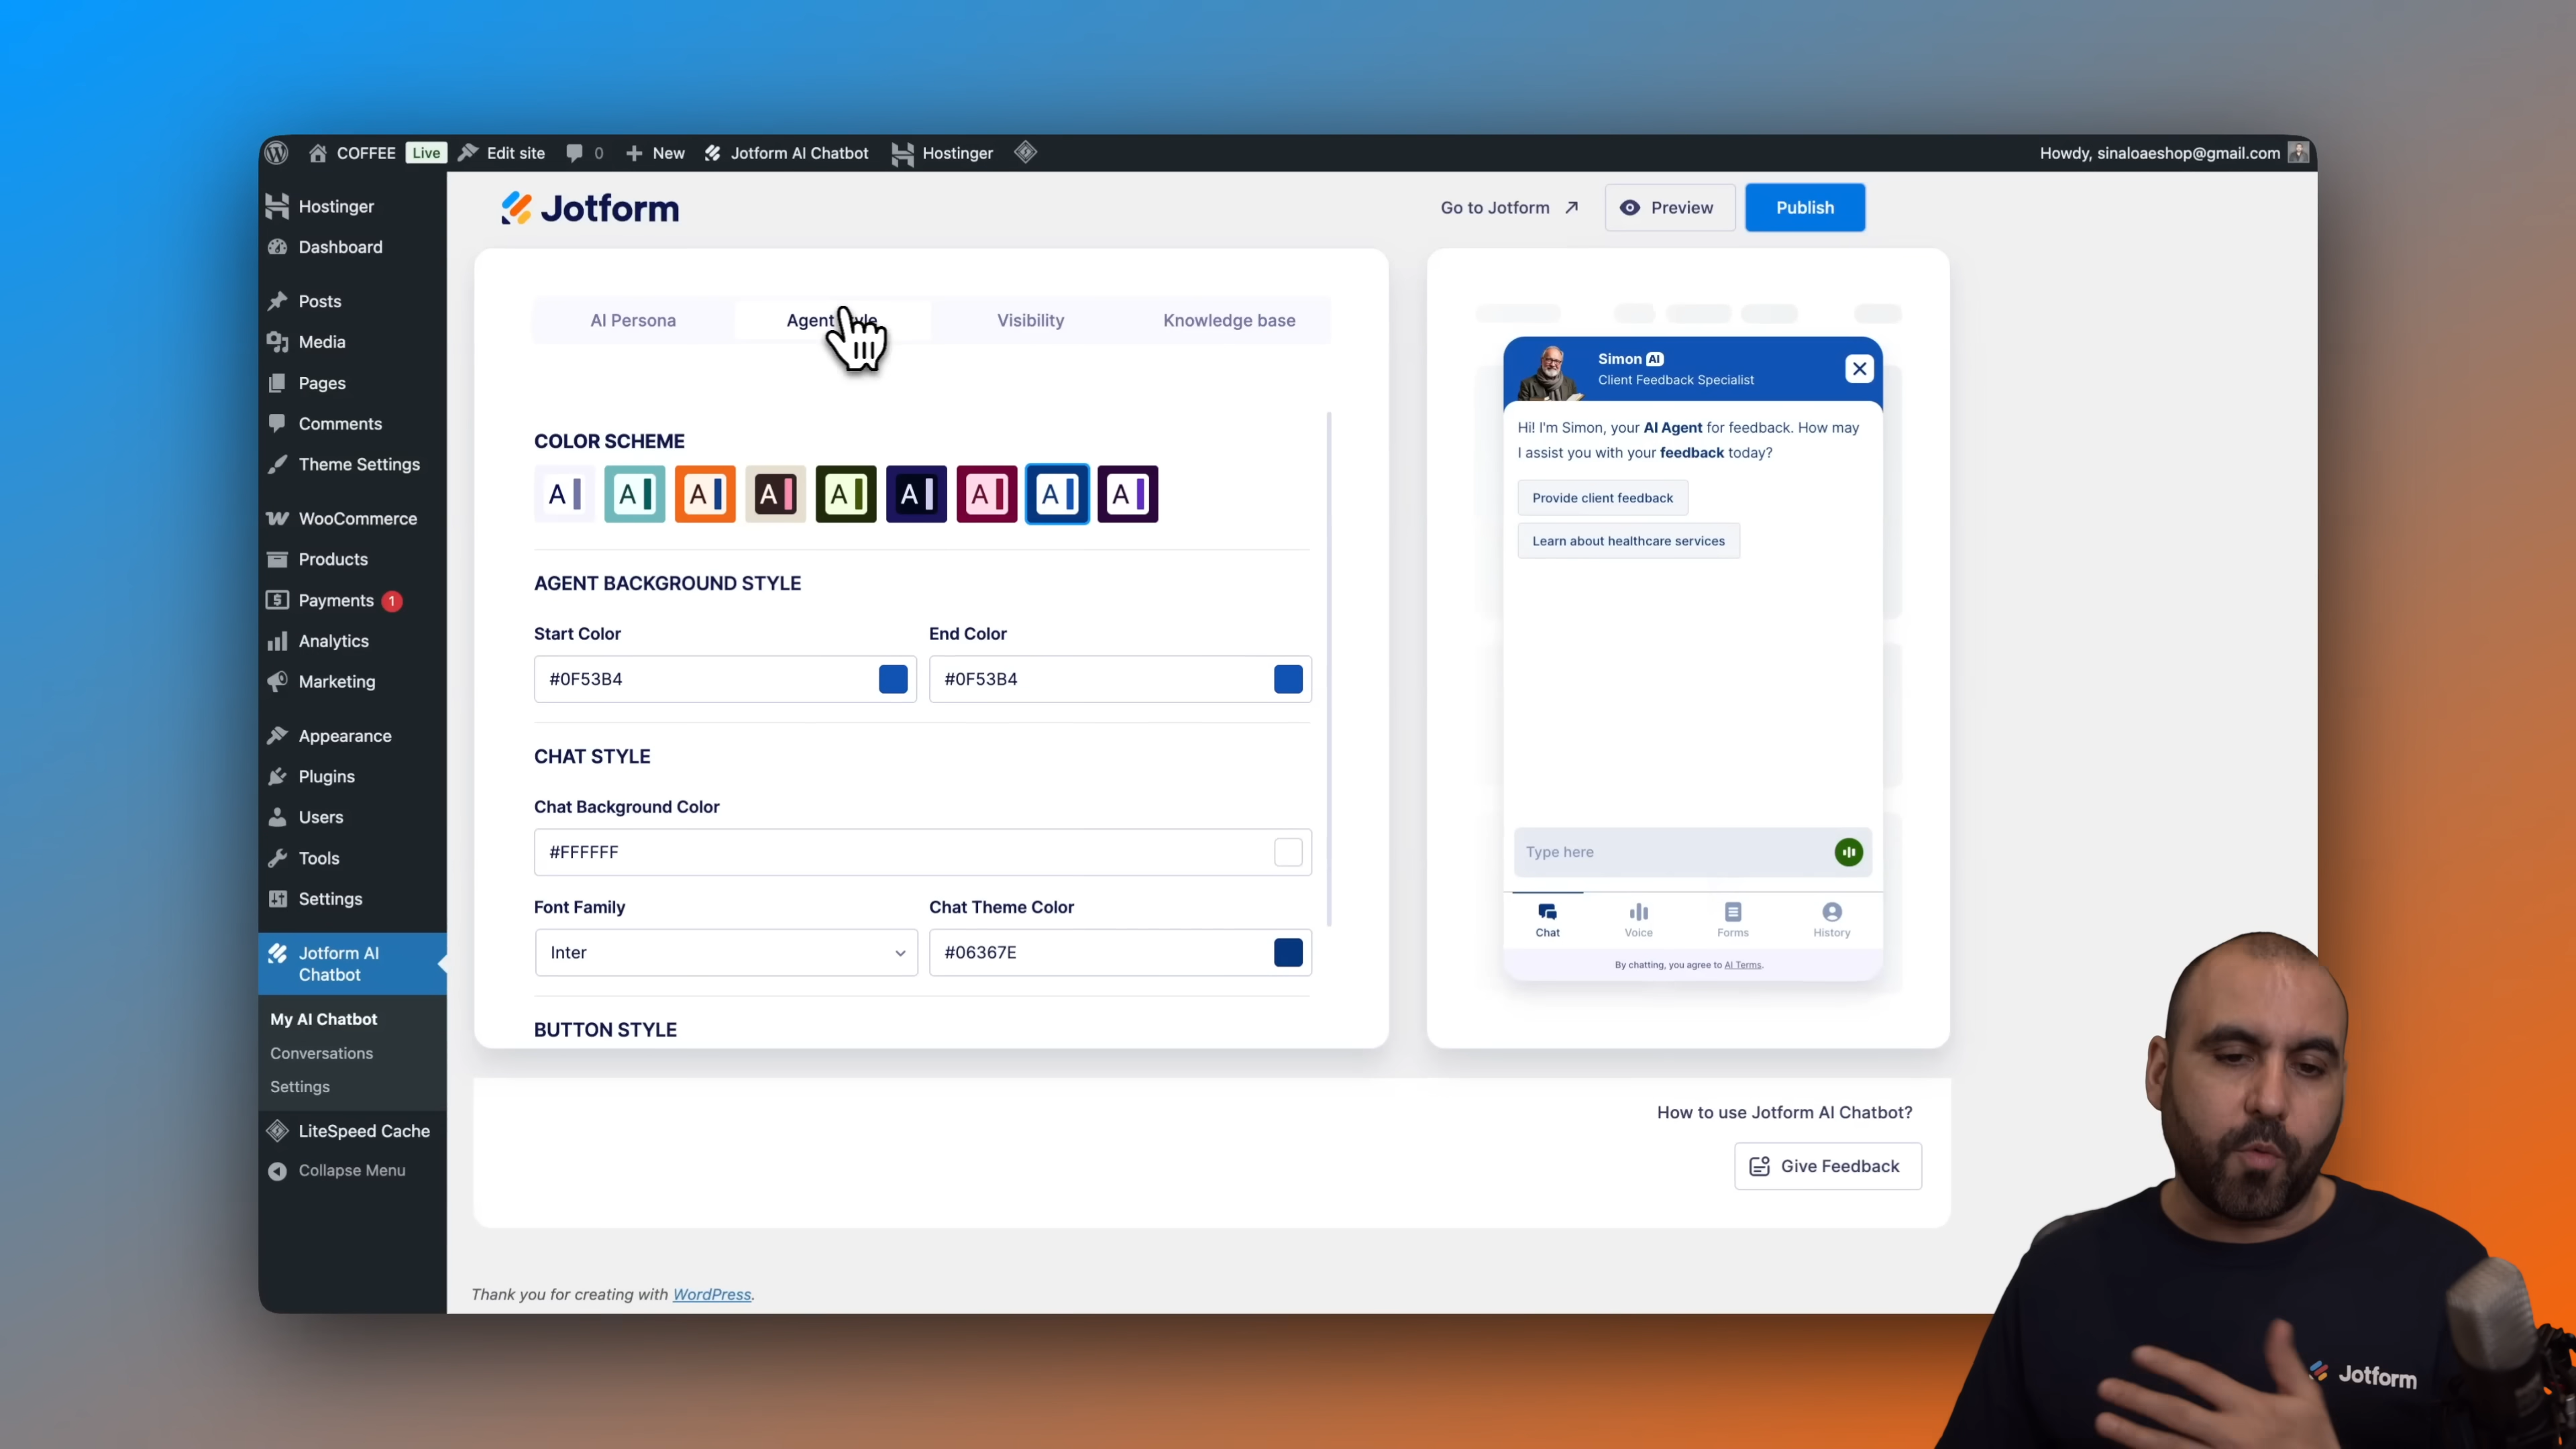 COFFEE Live Edit site 0 New Jotform AI Chatbot Hostinger Howdy, sinaloaeshop@gmail.com
Hostinger
Dashboard
Posts
Media
Pages
Comments
Theme Settings
WooCommerce
Products
Payments 1
Analytics
Marketing
Appearance
Plugins
Users
Tools
Settings
Jotform AI
Chatbot
My AI Chatbot
Conversations
Settings
LiteSpeed Cache
Collapse Menu
Jotform
Go to Jotform Preview Publish
AI Persona Agent Visibility Knowledge base
COLOR SCHEME
A A A A A A A A A
AGENT BACKGROUND STYLE
Start Color End Color
#0F53B4 #0F53B4
CHAT STYLE
Chat Background Color
#FFFFFF
Font Family Chat Theme Color
Inter #06367E
BUTTON STYLE
Simon AI
Client Feedback Specialist
Hi! I'm Simon, your AI Agent for feedback. How may
I assist you with your feedback today?
Provide client feedback
Learn about healthcare services
Type here
Chat Voice Forms History
By chatting, you agree to AI Terms.
How to use Jotform AI Chatbot?
Give Feedback
Thank you for creating with WordPress.
Jotform